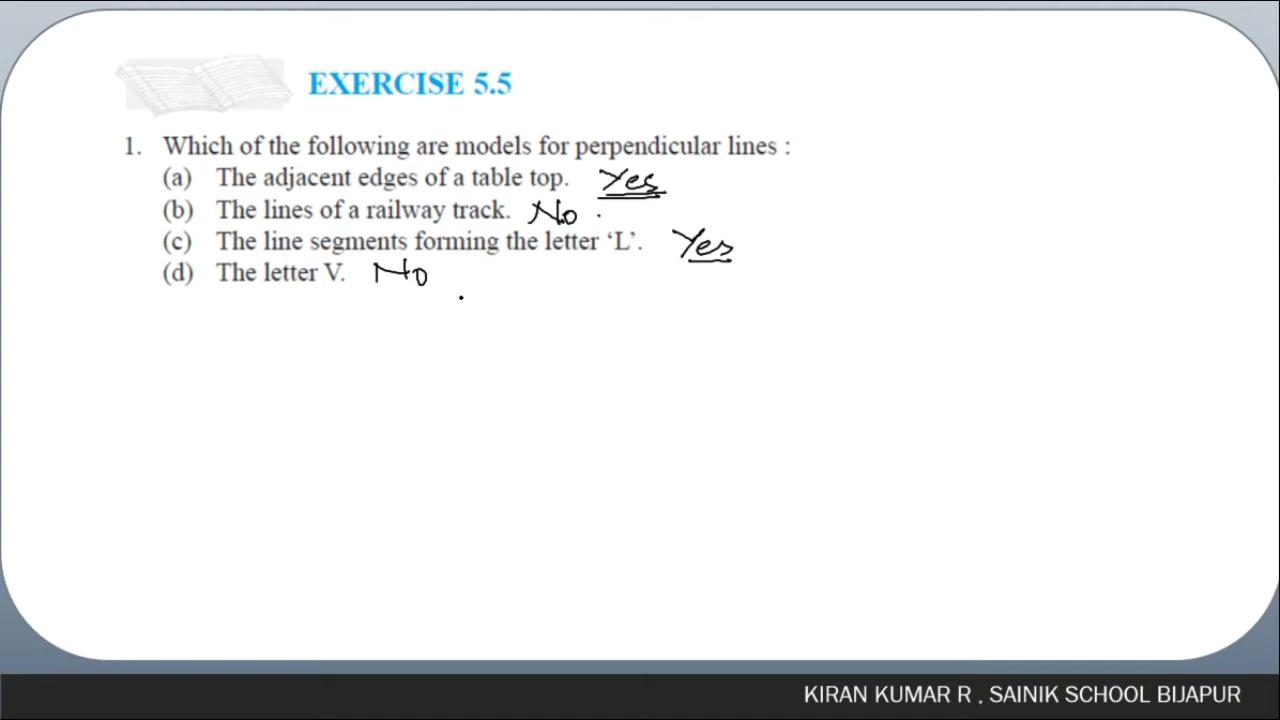 EXERCISE 5.5
1. Which of the following are models for perpendicular lines :
(a) The adjacent edges of a table top. Yes
(b) The lines of a railway track. No.
(c) The line segments forming the letter ‘L’. Yes
(d) The letter V. No
KIRAN KUMAR R , SAINIK SCHOOL BIJAPUR